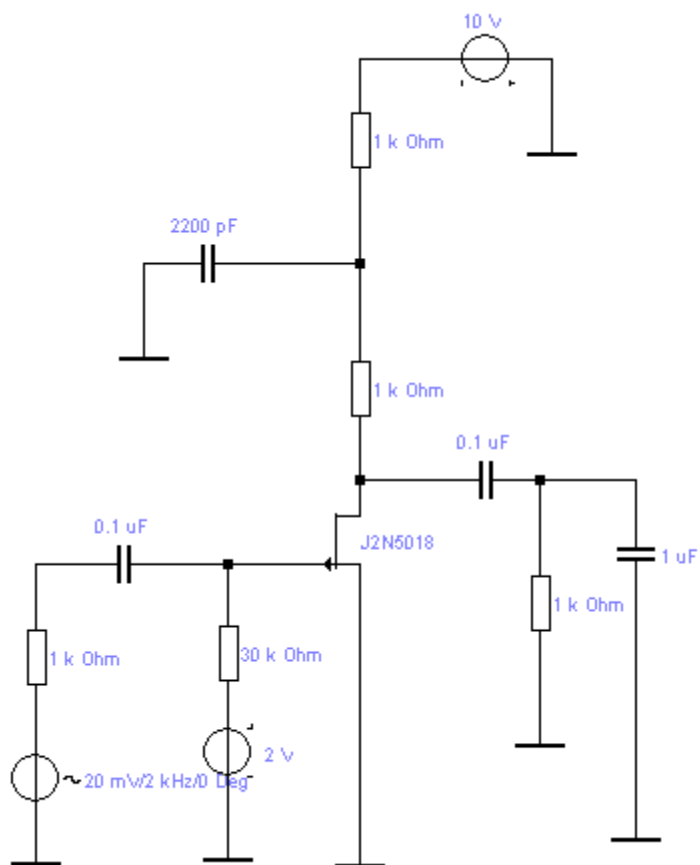 10 V
1 k Ohm
2200 pF
1 k Ohm
0.1 uF
0.1 uF
J2N5018
1 uF
1 k Ohm
1 k Ohm
30 k Ohm
2 V
20 mV/2 kHz/0 Deg